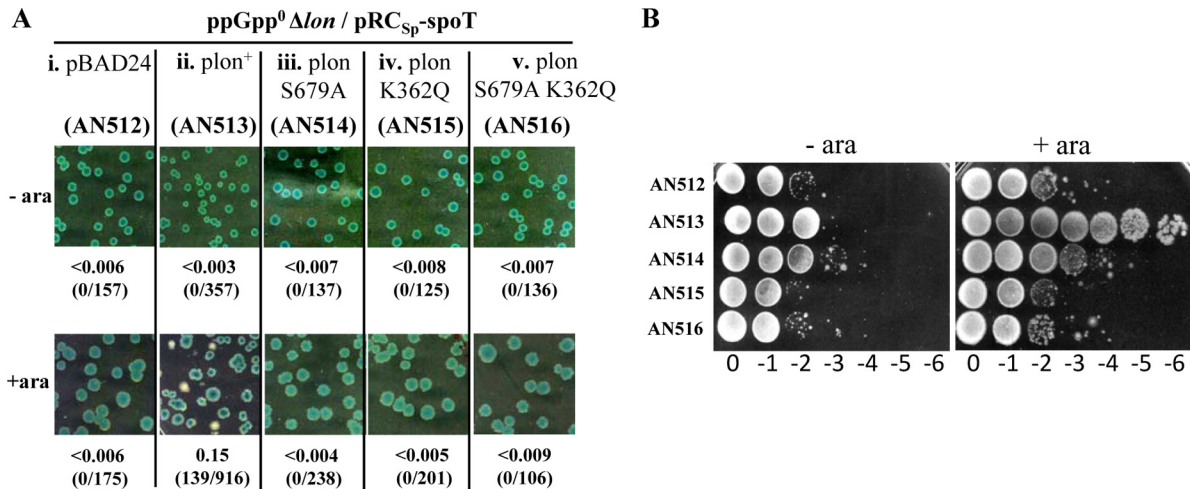 A
ppGpp⁰ Δlon / pRCSp-spoT
i. pBAD24
ii. plon⁺
iii. plon
S679A
iv. plon
K362Q
v. plon
S679A K362Q
(AN512)
(AN513)
(AN514)
(AN515)
(AN516)
- ara
<0.006
(0/157)
<0.003
(0/357)
<0.007
(0/137)
<0.008
(0/125)
<0.007
(0/136)
+ara
<0.006
(0/175)
0.15
(139/916)
<0.004
(0/238)
<0.005
(0/201)
<0.009
(0/106)
B
- ara
+ ara
AN512
AN513
AN514
AN515
AN516
0 -1 -2 -3 -4 -5 -6
0 -1 -2 -3 -4 -5 -6